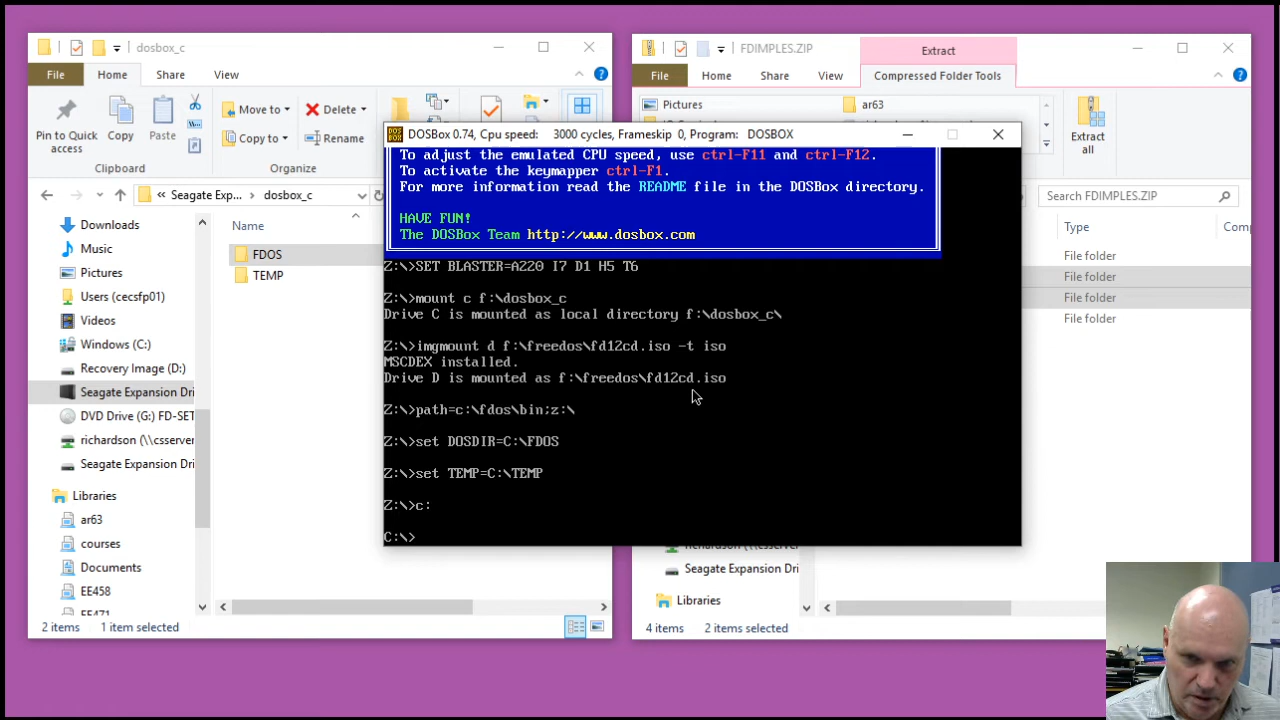 dosbox_c
File
Home
Share
View
Pin to Quick access
Copy
Paste
Clipboard
Move to
Copy to
Delete
Rename
Organize
« Seagate Exp... › dosbox_c
Downloads
Music
Pictures
Users (cecsfp01)
Videos
Windows (C:)
Recovery Image (D:)
Seagate Expansion Dri
DVD Drive (G:) FD-SET
richardson (\\csserver
Seagate Expansion Dri
Libraries
ar63
courses
Documents
EE458
EE471
Name
FDOS
TEMP
2 items
1 item selected
FDIMPLES.ZIP
Extract
File
Home
Share
View
Compressed Folder Tools
Pictures
ar63
Extract all
Search FDIMPLES.ZIP
Type
Comp
File folder
File folder
File folder
File folder
DOSBox 0.74, Cpu speed: 3000 cycles, Frameskip 0, Program: DOSBOX
To adjust the emulated CPU speed, use ctrl-F11 and ctrl-F12.
To activate the keymapper ctrl-F1.
For more information read the README file in the DOSBox directory.
HAVE FUN!
The DOSBox Team http://www.dosbox.com
Z:\>SET BLASTER=A220 I7 D1 H5 T6
Z:\>mount c f:\dosbox_c
Drive C is mounted as local directory f:\dosbox_c\
Z:\>imgmount d f:\freedos\fd12cd.iso -t iso
MSCDEX installed.
Drive D is mounted as f:\freedos\fd12cd.iso
Z:\>path=c:\fdos\bin;z:\
Z:\>set DOSDIR=C:\FDOS
Z:\>set TEMP=C:\TEMP
Z:\>c:
C:\>
Seagate Expansion Dri
Libraries
4 items
2 items selected